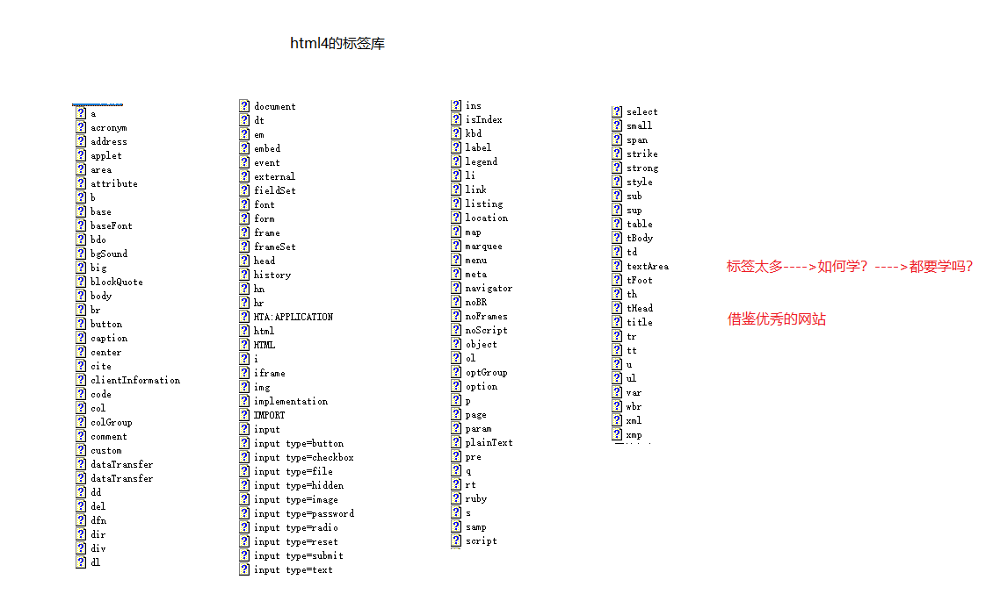 html4的标签库
a
acronym
address
applet
area
attribute
b
base
baseFont
bdo
bgSound
big
blockQuote
body
br
button
caption
center
cite
clientInformation
code
col
colGroup
comment
custom
dataTransfer
dataTransfer
dd
del
dfn
dir
div
dl
document
dt
em
embed
event
external
fieldSet
font
form
frame
frameSet
head
history
hn
hr
HTA:APPLICATION
html
HTML
i
iframe
img
implementation
IMPORT
input
input type=button
input type=checkbox
input type=file
input type=hidden
input type=image
input type=password
input type=radio
input type=reset
input type=submit
input type=text
ins
isIndex
kbd
label
legend
li
link
listing
location
map
marquee
menu
meta
navigator
noBR
noFrames
noScript
object
ol
optGroup
option
p
page
param
plainText
pre
q
rt
ruby
s
samp
script
select
small
span
strike
strong
style
sub
sup
table
tBody
td
textArea
tFoot
th
tHead
title
tr
tt
u
ul
var
wbr
xml
xmp
标签太多---->如何学？---->都要学吗？
借鉴优秀的网站